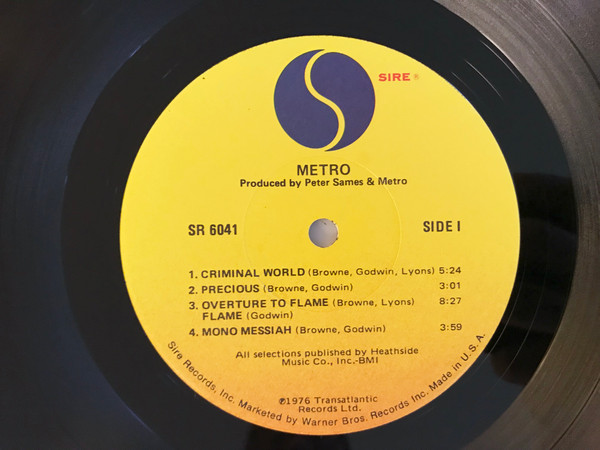 SIRE ®
METRO
Produced by Peter Sames & Metro
SR 6041
SIDE I
1. CRIMINAL WORLD (Browne, Godwin, Lyons) 5:24
2. PRECIOUS (Browne, Godwin) 3:01
3. OVERTURE TO FLAME (Browne, Lyons) 8:27
FLAME (Godwin)
4. MONO MESSIAH (Browne, Godwin) 3:59
All selections published by Heathside
Music Co., Inc.-BMI
℗1976 Transatlantic
Records Ltd.
Sire Records, Inc. Marketed by Warner Bros. Records Inc. Made in U.S.A.